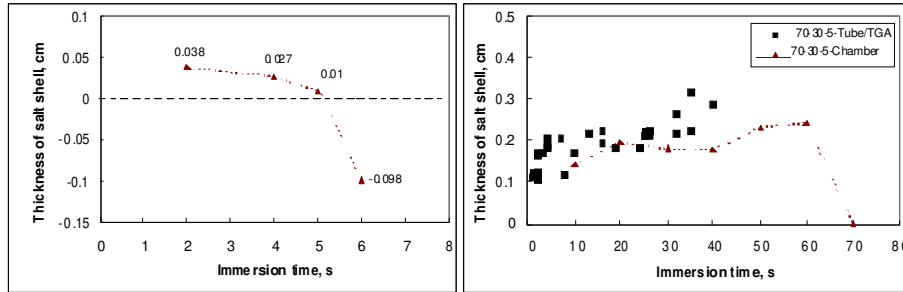 0.1
0.05
0
-0.05
-0.1
-0.15
Thickness of salt shell, cm
0.038
0.027
0.01
-0.098
0 1 2 3 4 5 6 7 8
Immersion time, s
0.5
0.4
0.3
0.2
0.1
0
Thickness of salt shell, cm
70-30-5-Tube/TGA
70-30-5-Chamber
0 10 20 30 40 50 60 70 80
Immersion time, s